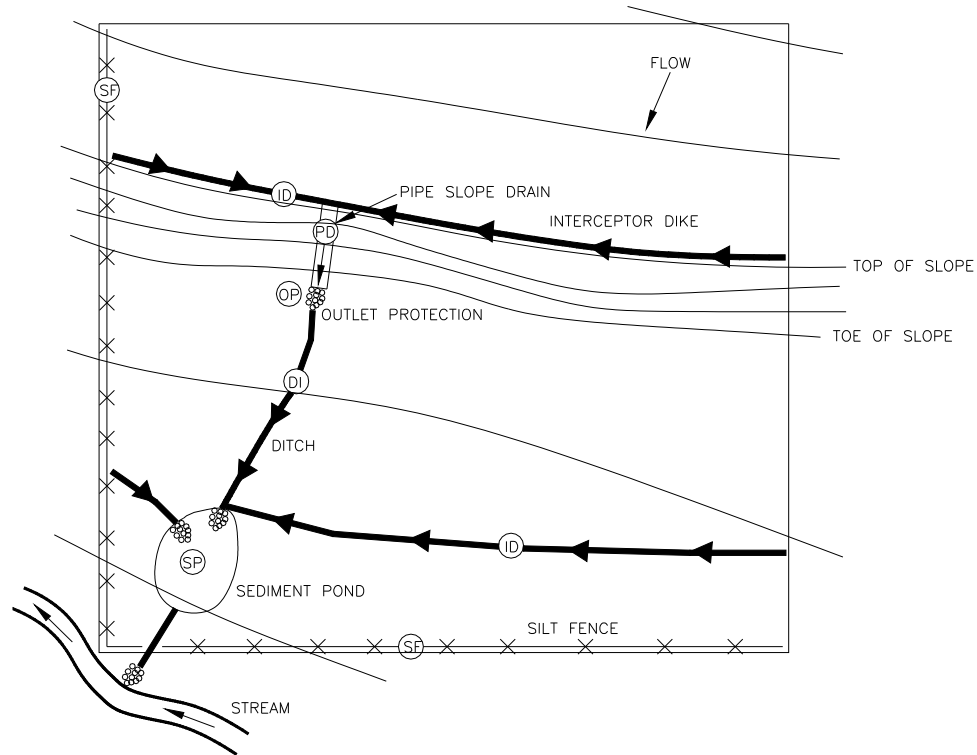 FLOW
SF
PIPE SLOPE DRAIN
ID
INTERCEPTOR DIKE
PD
TOP OF SLOPE
OP
OUTLET PROTECTION
TOE OF SLOPE
DI
DITCH
ID
SP
SEDIMENT POND
SILT FENCE
SF
STREAM